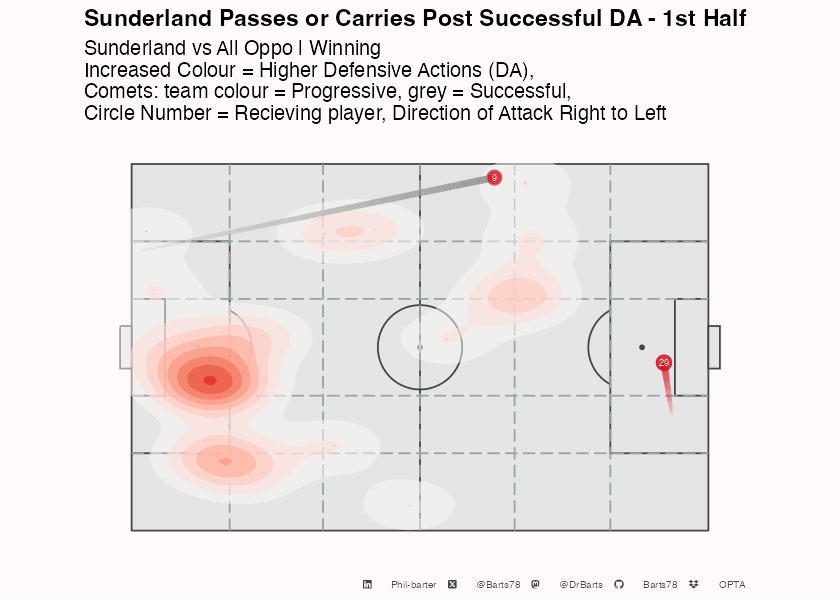 Sunderland Passes or Carries Post Successful DA - 1st Half
Sunderland vs All Oppo | Winning
Increased Colour = Higher Defensive Actions (DA),
Comets: team colour = Progressive, grey = Successful,
Circle Number = Recieving player, Direction of Attack Right to Left
9
29
Phil-barter @Barts78 @DrBarts Barts78 OPTA